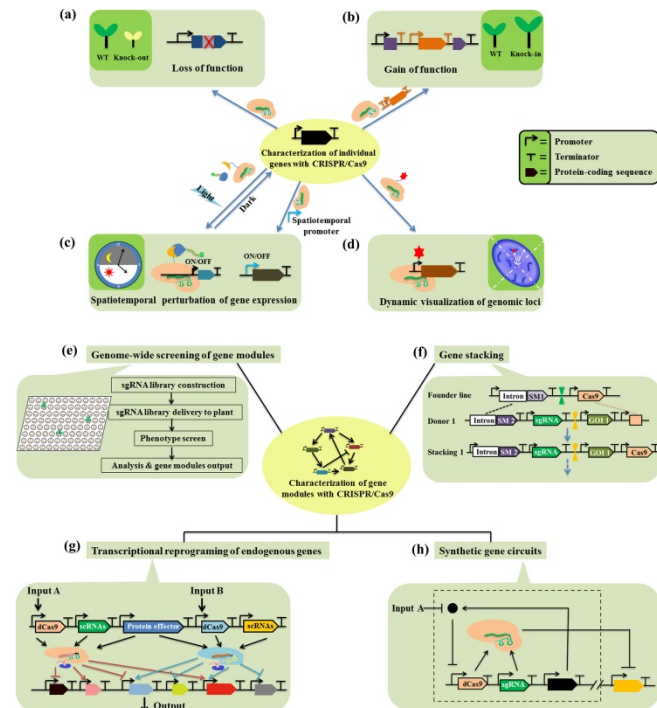 (a)
WT Knock-out
Loss of function
(b)
WT Knock-in
Gain of function
Characterization of individual
genes with CRISPR/Cas9
= Promoter
= Terminator
= Protein-coding sequence
Light
Dark
Spatiotemporal
promoter
(c)
ON/OFF
ON/OFF
Spatiotemporal perturbation of gene expression
(d)
Dynamic visualization of genomic loci
(e)
Genome-wide screening of gene modules
sgRNA library construction
sgRNA library delivery to plant
Phenotype screen
Analysis & gene modules output
(f)
Gene stacking
Founder line
Intron SM1 Cas9
Donor 1
Intron SM 2 sgRNA GOI 1
Stacking 1
Intron SM 2 sgRNA GOI 1 Cas9
Characterization of gene
modules with CRISPR/Cas9
(g)
Transcriptional reprograming of endogenous genes
Input A Input B
dCas9 scRNAs Protein effector dCas9 scRNAs
Output
(h)
Synthetic gene circuits
Input A
dCas9 sgRNA